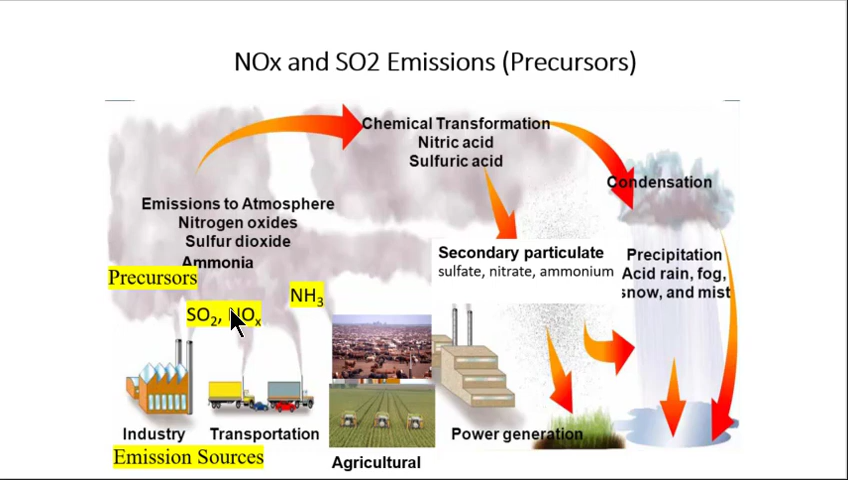 NOx and SO2 Emissions (Precursors)
Chemical Transformation
Nitric acid
Sulfuric acid
Condensation
Emissions to Atmosphere
Nitrogen oxides
Sulfur dioxide
Ammonia
Precursors
Secondary particulate
sulfate, nitrate, ammonium
Precipitation
Acid rain, fog,
snow, and mist
NH₃
SO₂, NOₓ
Industry
Transportation
Power generation
Emission Sources
Agricultural